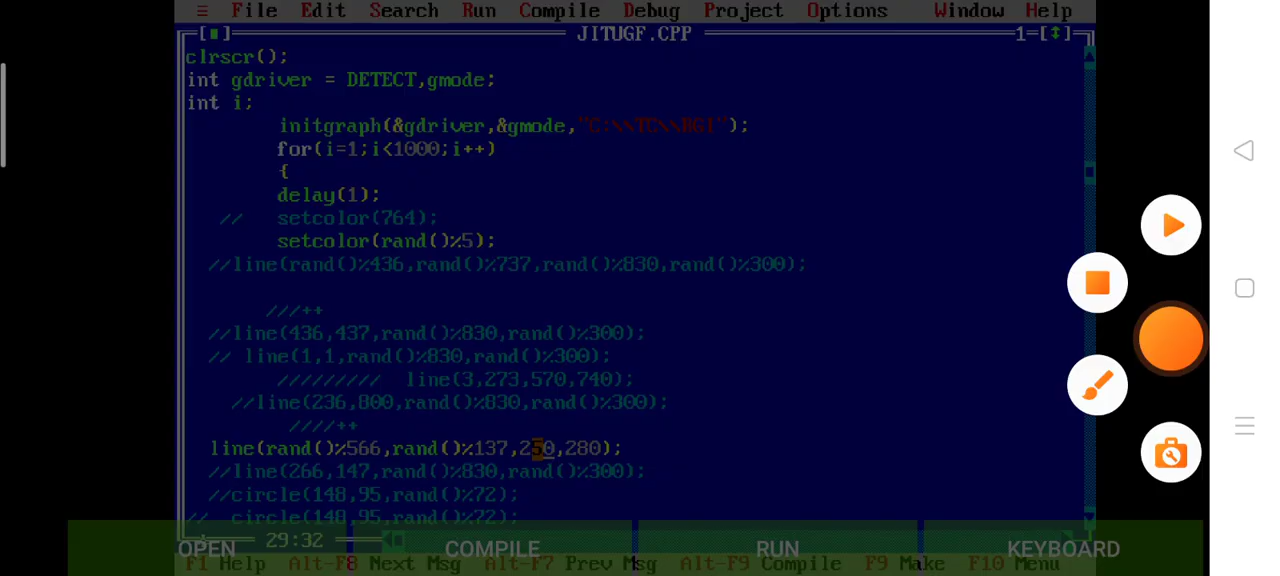 ≡ File Edit Search Run Compile Debug Project Options Window Help
JITUGF.CPP 1=[↕]
clrscr();
int gdriver = DETECT,gmode;
int i;
initgraph(&gdriver,&gmode,"C:\\TC\\BGI");
for(i=1;i<1000;i++)
{
delay(1);
// setcolor(764);
setcolor(rand()%5);
//line(rand()%436,rand()%737,rand()%830,rand()%300);
///++
//line(436,437,rand()%830,rand()%300);
// line(1,1,rand()%830,rand()%300);
///////// line(3,273,570,740);
//line(236,800,rand()%830,rand()%300);
////++
line(rand()%566,rand()%137,250,280);
//line(266,147,rand()%830,rand()%300);
//circle(148,95,rand()%72);
// circle(148,95,rand()%72);
29:32
OPEN COMPILE RUN KEYBOARD
F1 Help Alt-F8 Next Msg Alt-F7 Prev Msg Alt-F9 Compile F9 Make F10 Menu